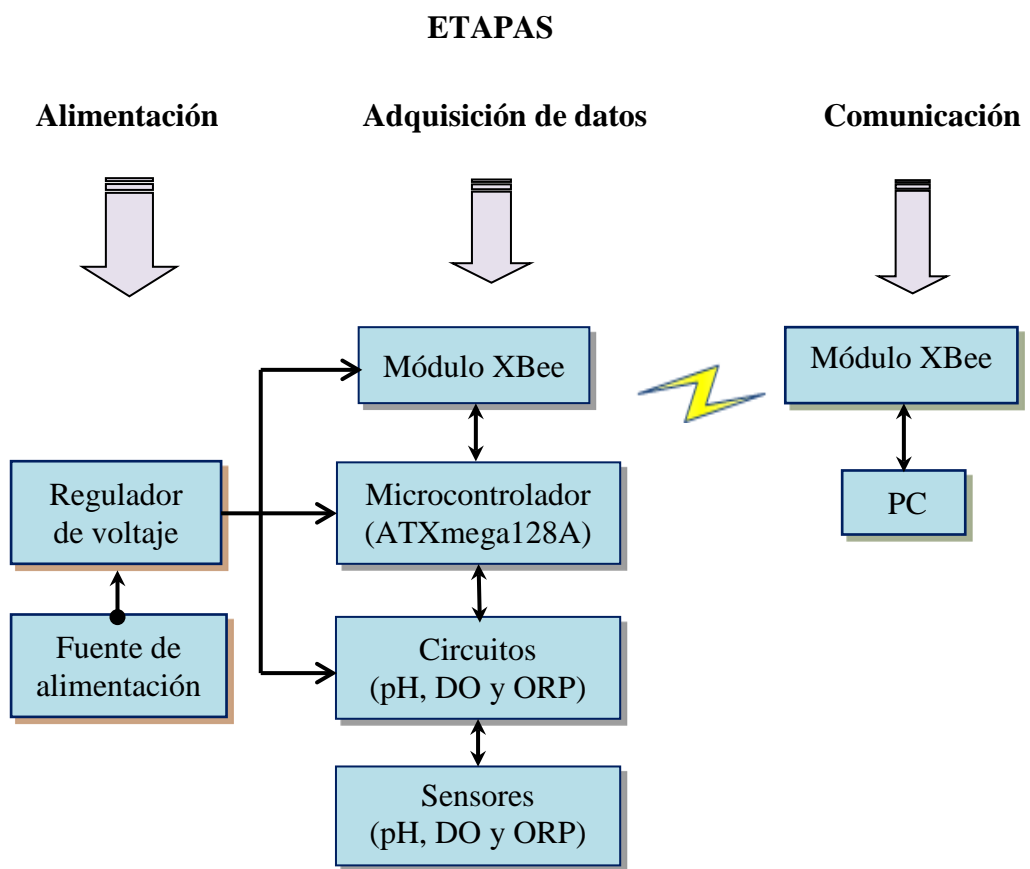 ETAPAS
Alimentación
Adquisición de datos
Comunicación
Módulo XBee
Módulo XBee
Regulador
de voltaje
Microcontrolador
(ATXmega128A)
PC
Fuente de
alimentación
Circuitos
(pH, DO y ORP)
Sensores
(pH, DO y ORP)